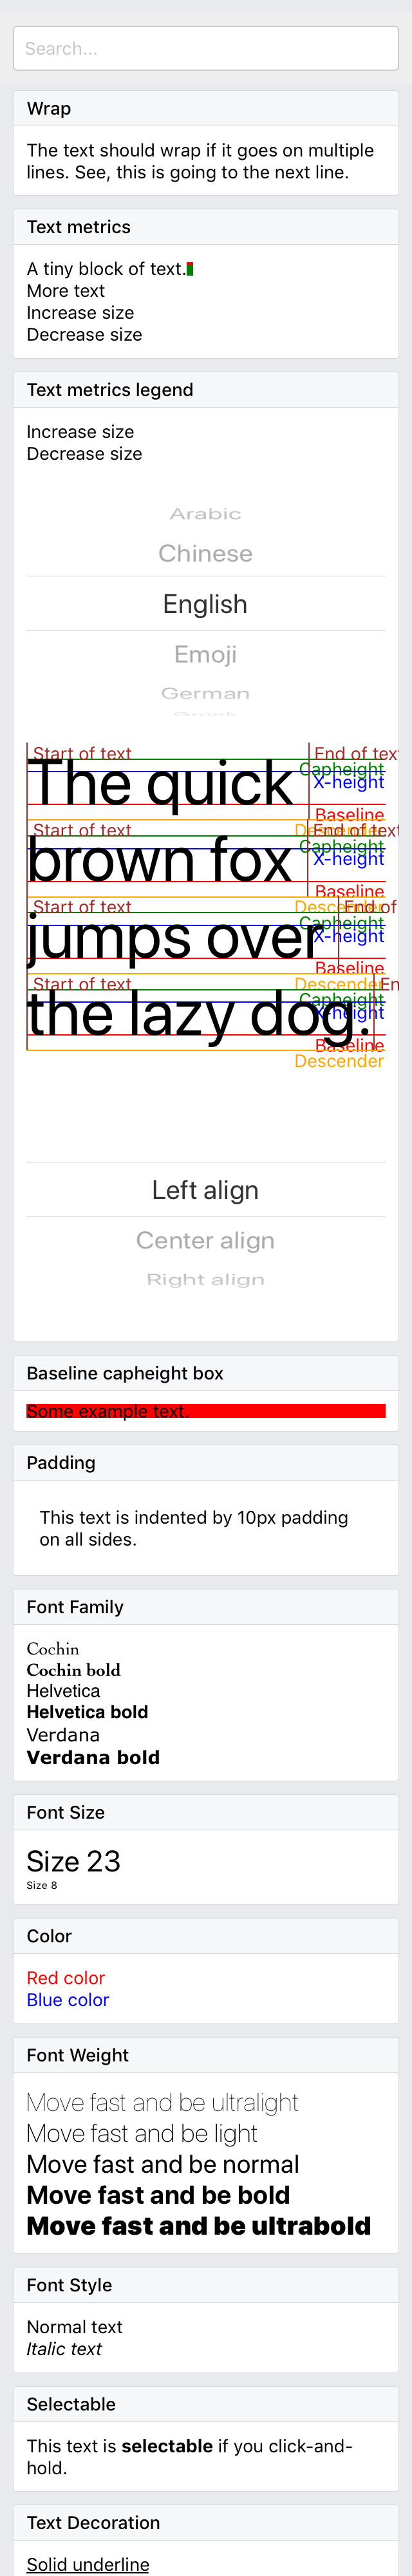 Search...
Wrap
The text should wrap if it goes on multiple
lines. See, this is going to the next line.
Text metrics
A tiny block of text.
More text
Increase size
Decrease size
Text metrics legend
Increase size
Decrease size
Arabic
Chinese
English
Emoji
German
Greek
Start of text
End of text
Capheight
X-height
The quick
Baseline
Descender
Start of text
End of text
Capheight
X-height
brown fox
Baseline
Descender
Start of text
End of
Capheight
X-height
jumps over
Baseline
Descender
Start of text
En
Capheight
X-height
the lazy dog.
Baseline
Descender
Left align
Center align
Right align
Baseline capheight box
Some example text.
Padding
This text is indented by 10px padding
on all sides.
Font Family
Cochin
Cochin bold
Helvetica
Helvetica bold
Verdana
Verdana bold
Font Size
Size 23
Size 8
Color
Red color
Blue color
Font Weight
Move fast and be ultralight
Move fast and be light
Move fast and be normal
Move fast and be bold
Move fast and be ultrabold
Font Style
Normal text
Italic text
Selectable
This text is selectable if you click-and-
hold.
Text Decoration
Solid underline